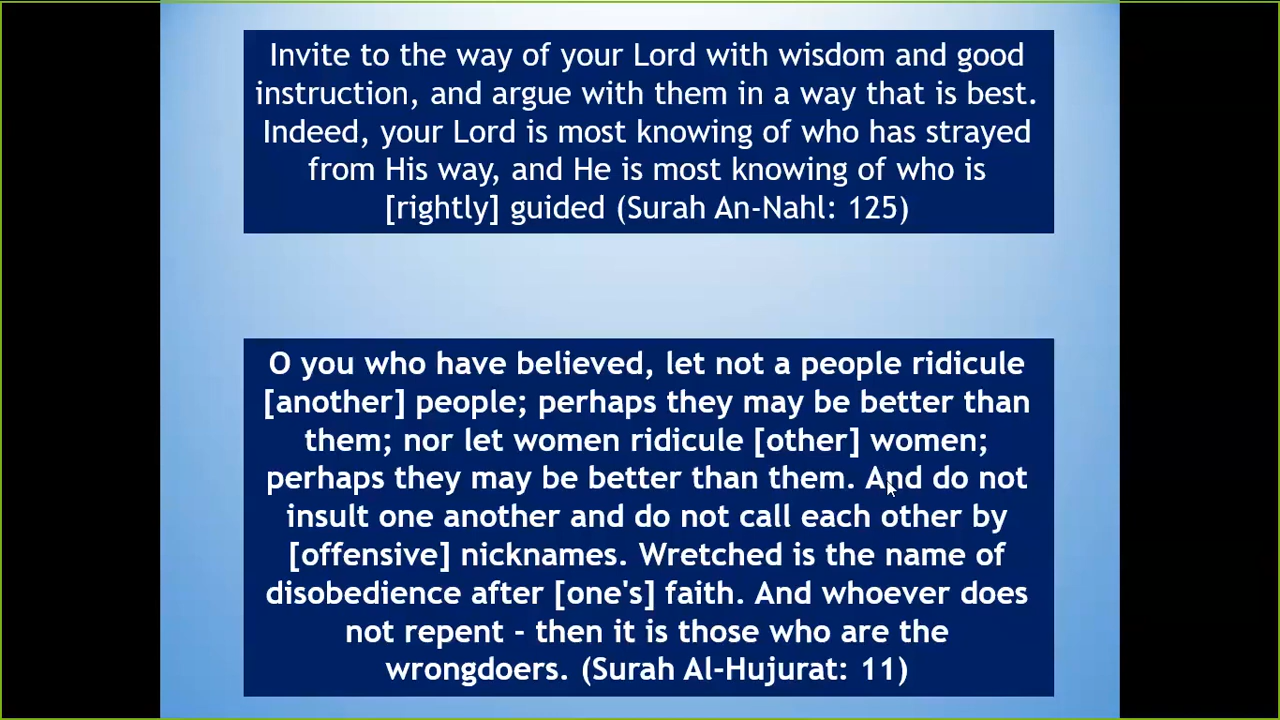 Invite to the way of your Lord with wisdom and good
instruction, and argue with them in a way that is best.
Indeed, your Lord is most knowing of who has strayed
from His way, and He is most knowing of who is
[rightly] guided (Surah An-Nahl: 125)
O you who have believed, let not a people ridicule
[another] people; perhaps they may be better than
them; nor let women ridicule [other] women;
perhaps they may be better than them. And do not
insult one another and do not call each other by
[offensive] nicknames. Wretched is the name of
disobedience after [one's] faith. And whoever does
not repent - then it is those who are the
wrongdoers. (Surah Al-Hujurat: 11)